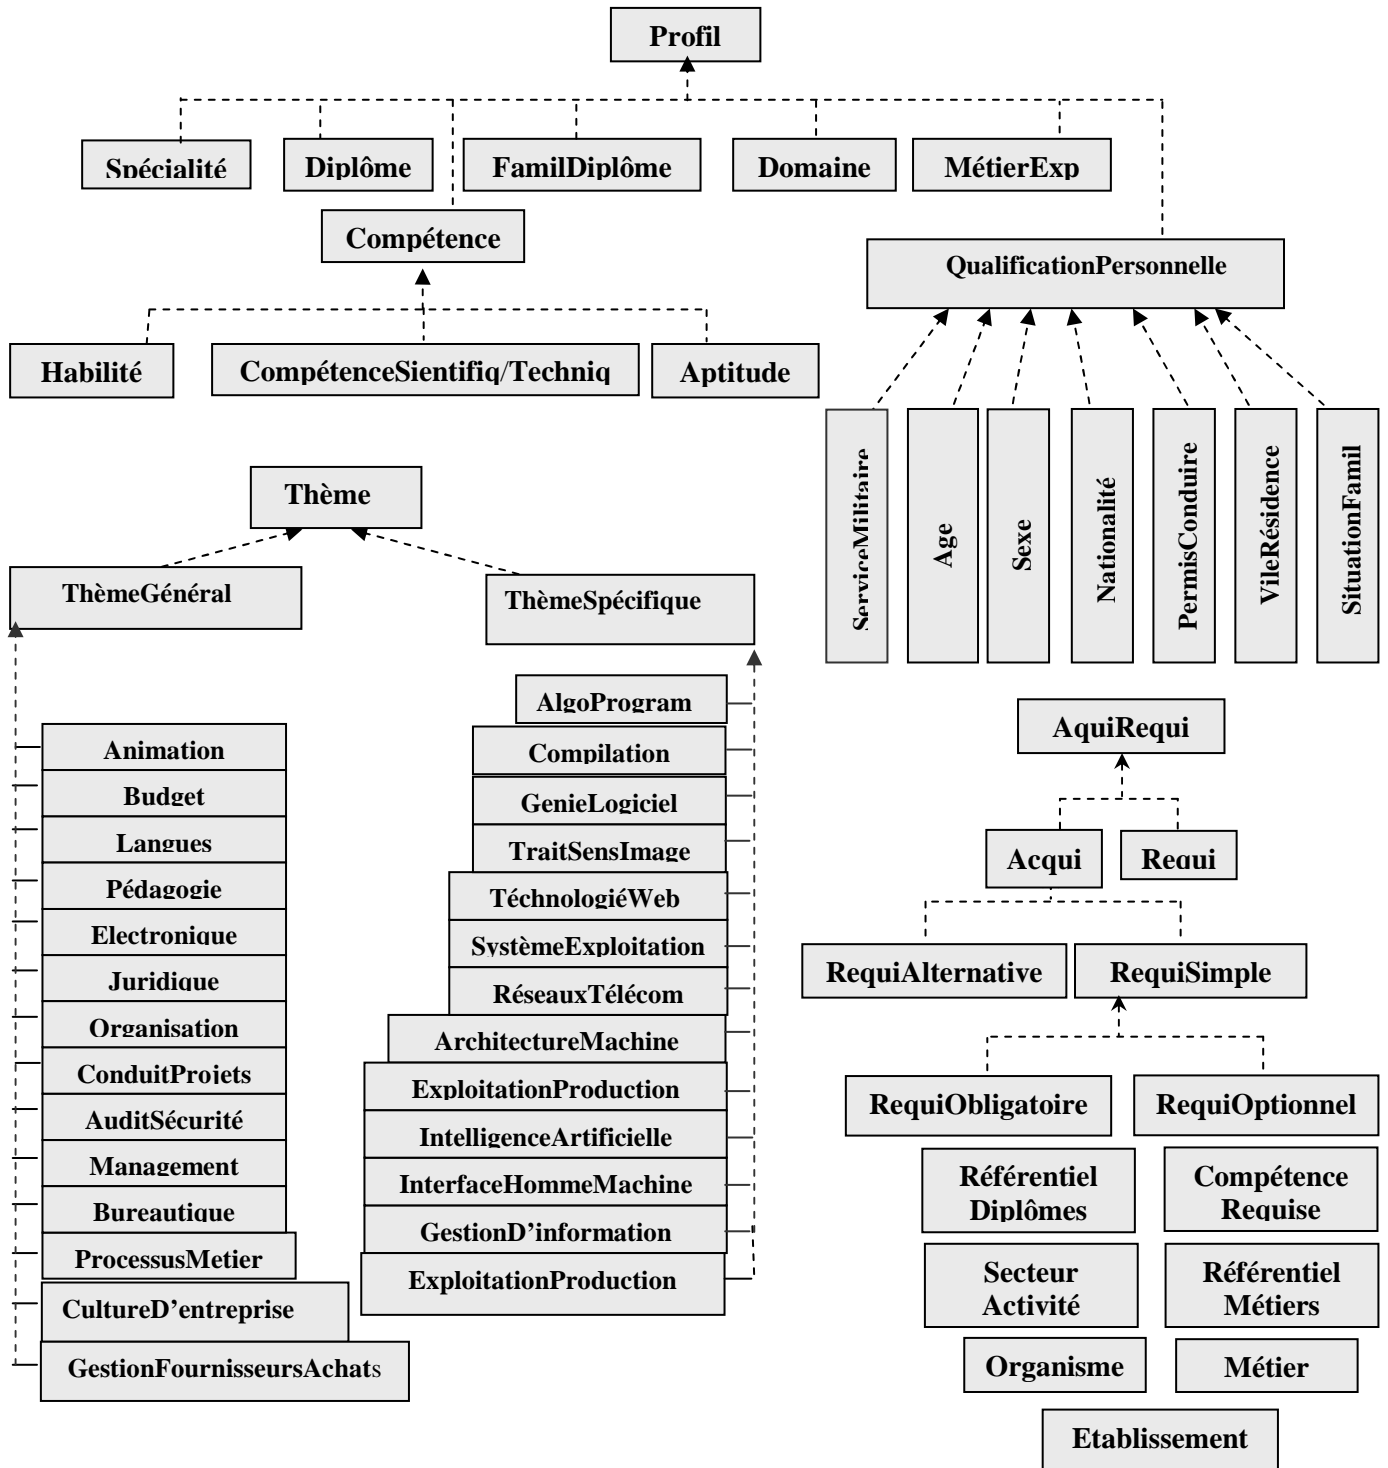 Profil
Spécialité
Diplôme
FamilDiplôme
Domaine
MétierExp
Compétence
QualificationPersonnelle
Habilité
CompétenceSientifiq/Techniq
Aptitude
ServiceMilitaire
Age
Sexe
Nationalité
PermisConduire
VileRésidence
SituationFamil
Thème
ThèmeGénéral
ThèmeSpécifique
Animation
Budget
Langues
Pédagogie
Electronique
Juridique
Organisation
ConduitProjets
AuditSécurité
Management
Bureautique
ProcessusMetier
CultureD’entreprise
GestionFournisseursAchats
AlgoProgram
Compilation
GenieLogiciel
TraitSensImage
TéchnologiéWeb
SystèmeExploitation
RéseauxTélécom
ArchitectureMachine
ExploitationProduction
IntelligenceArtificielle
InterfaceHommeMachine
GestionD’information
ExploitationProduction
AquiRequi
Acqui
Requi
RequiAlternative
RequiSimple
RequiObligatoire
RequiOptionnel
Référentiel
Diplômes
Compétence
Requise
Secteur
Activité
Référentiel
Métiers
Organisme
Métier
Etablissement